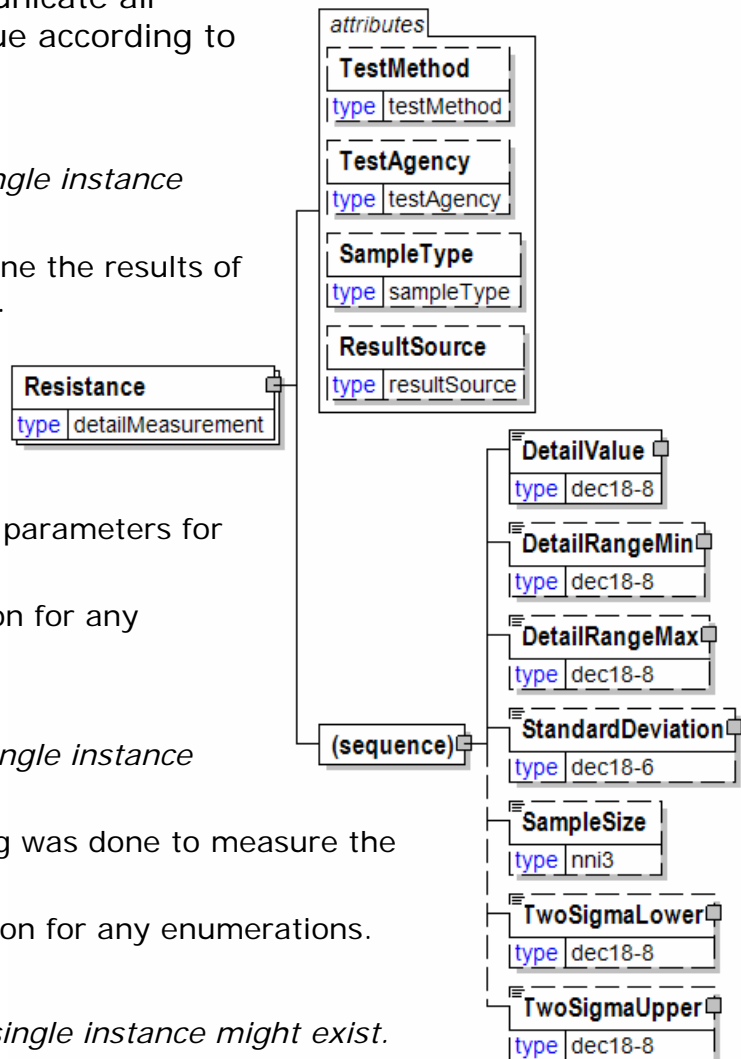 unicate all
ue according to
ngle instance
ne the results of
.
parameters for
on for any
ngle instance
g was done to measure the
on for any enumerations.
single instance might exist.
attributes
TestMethod
type testMethod
TestAgency
type testAgency
SampleType
type sampleType
ResultSource
type resultSource
Resistance
type detailMeasurement
(sequence)
DetailValue
type dec18-8
DetailRangeMin
type dec18-8
DetailRangeMax
type dec18-8
StandardDeviation
type dec18-6
SampleSize
type nni3
TwoSigmaLower
type dec18-8
TwoSigmaUpper
type dec18-8